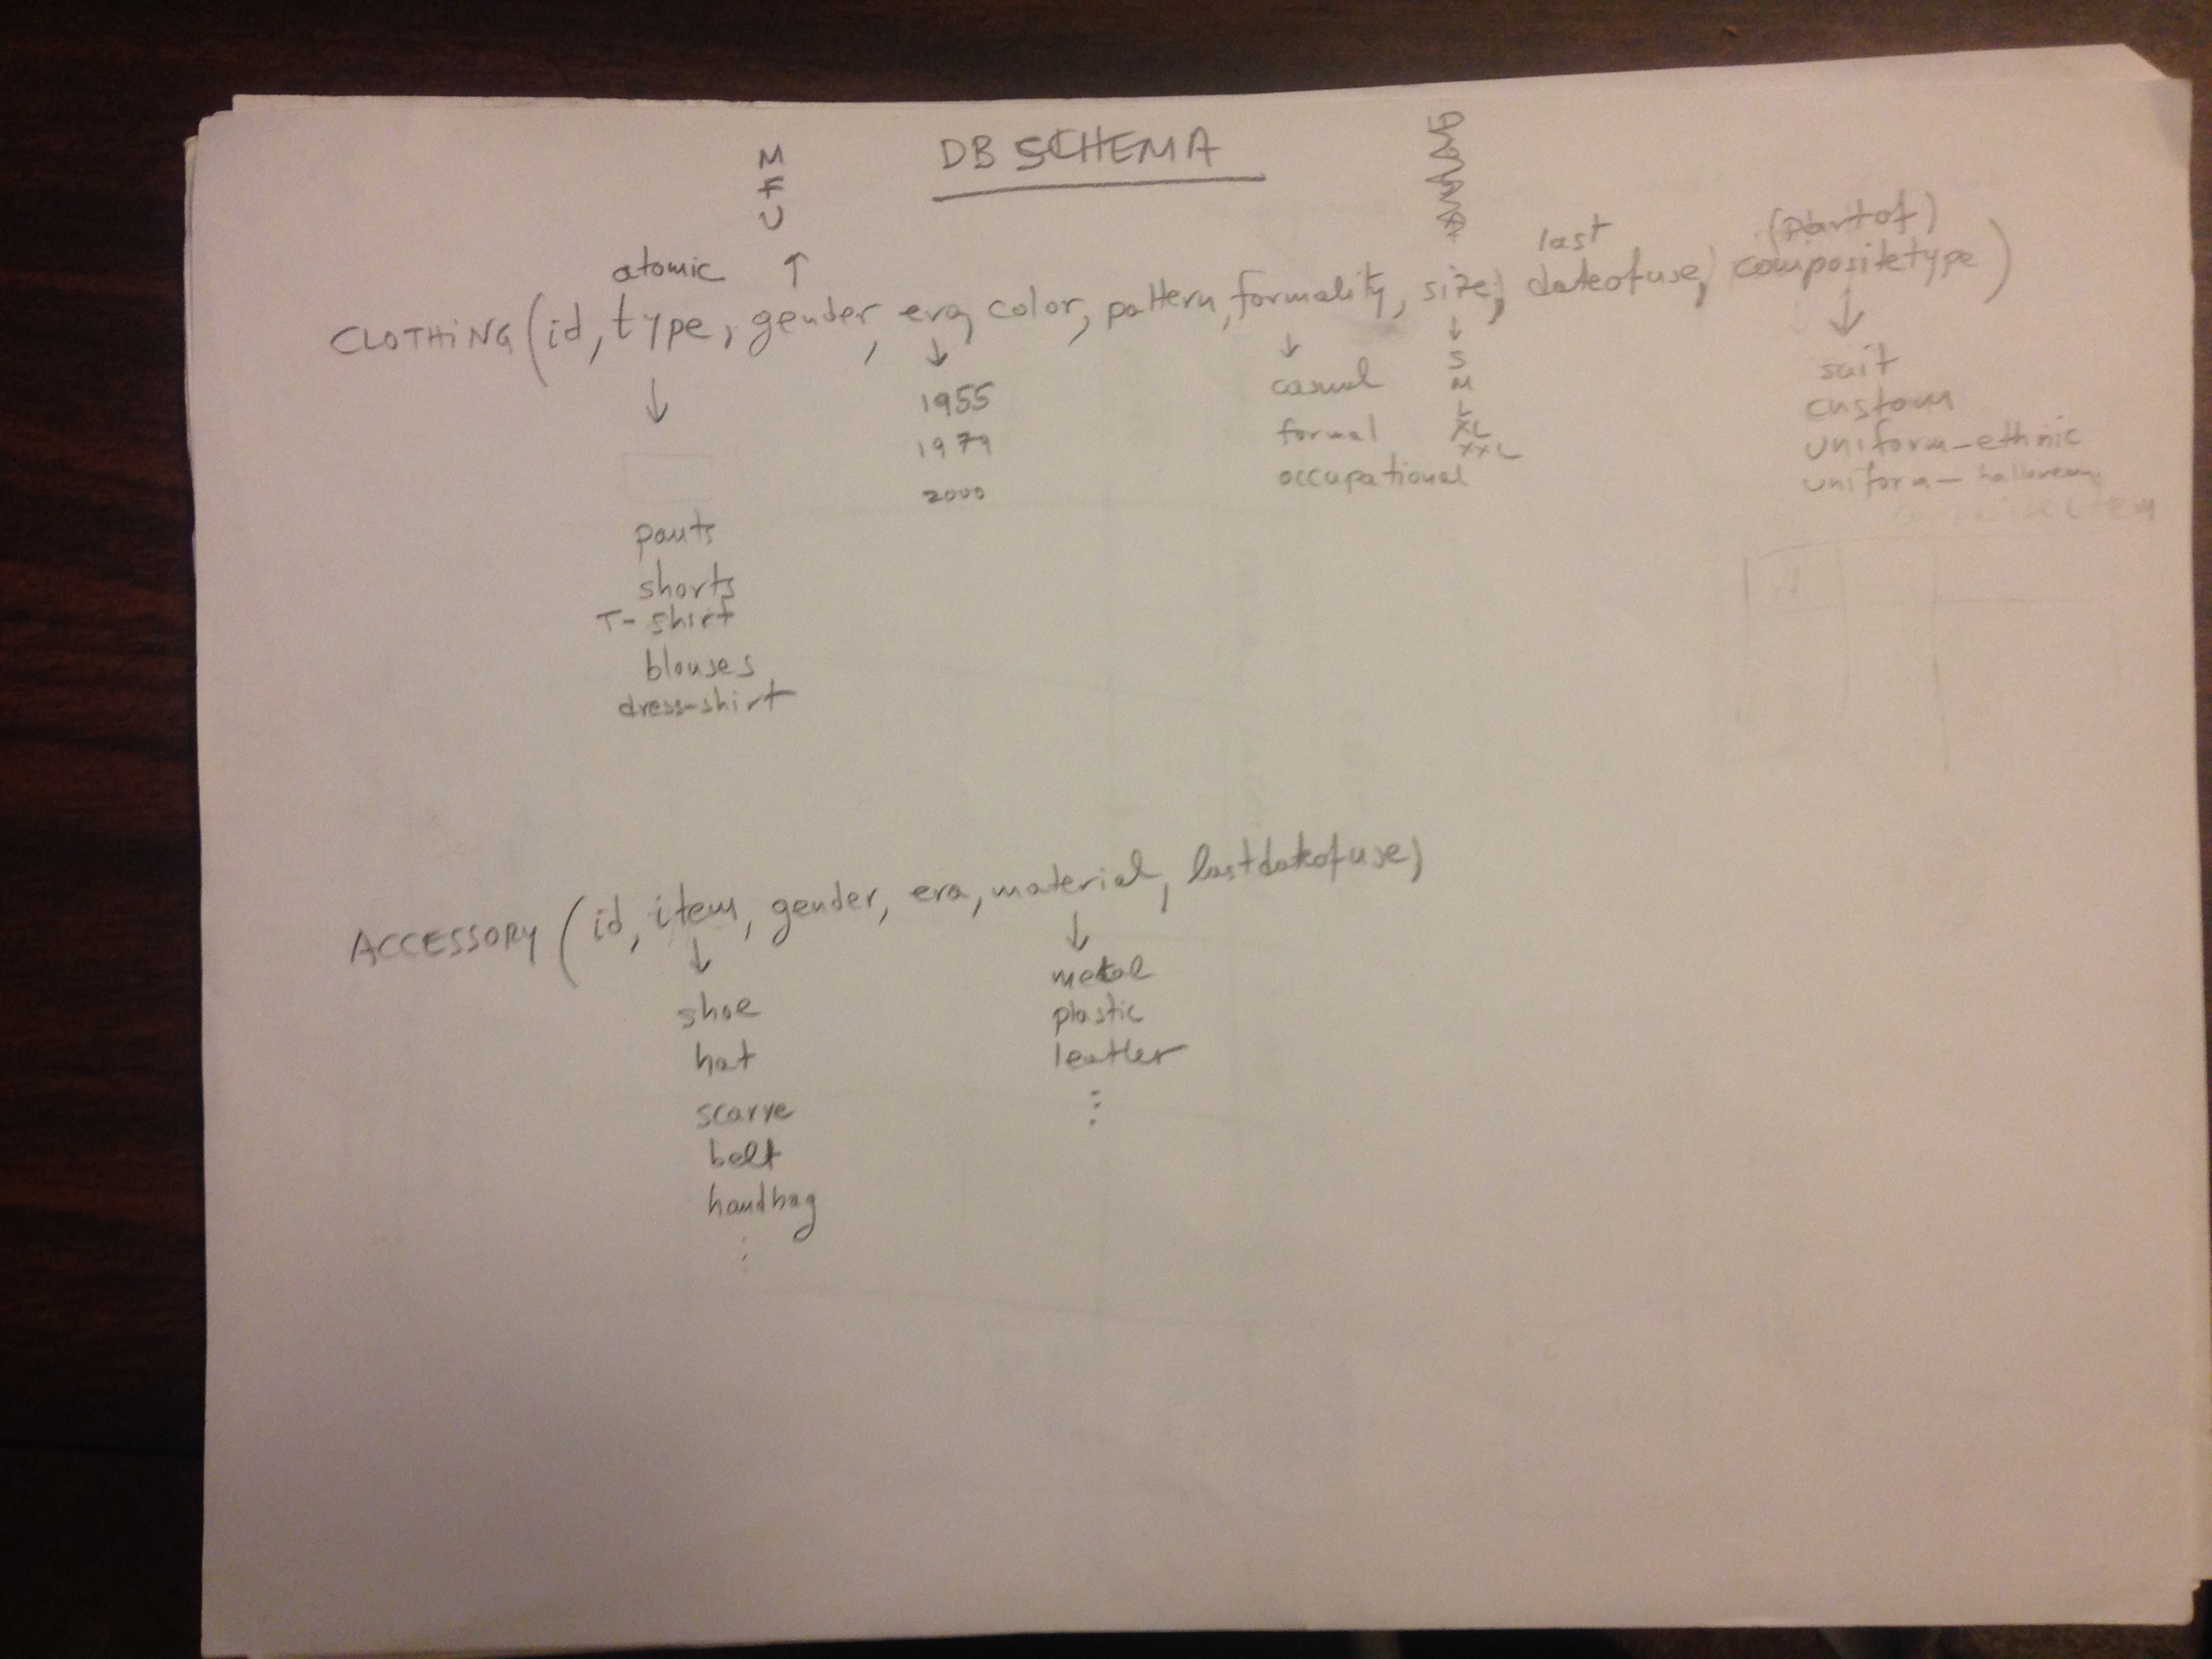 DB SCHEMA
M
F
U
atomic
last
(part of)
CLOTHING (id, type, gender, era, color, pattern, formality, size, dateofuse, compositetype)
pants
shorts
T-shirt
blouses
dress-shirt
1955
1979
2000
casual
formal
occupational
S
M
L
XL
XXL
suit
custom
uniform-ethnic
uniform-halloween
ACCESSORY (id, item, gender, era, material, lastdateofuse)
shoe
hat
scarve
belt
handbag
⋮
metal
plastic
leather
⋮